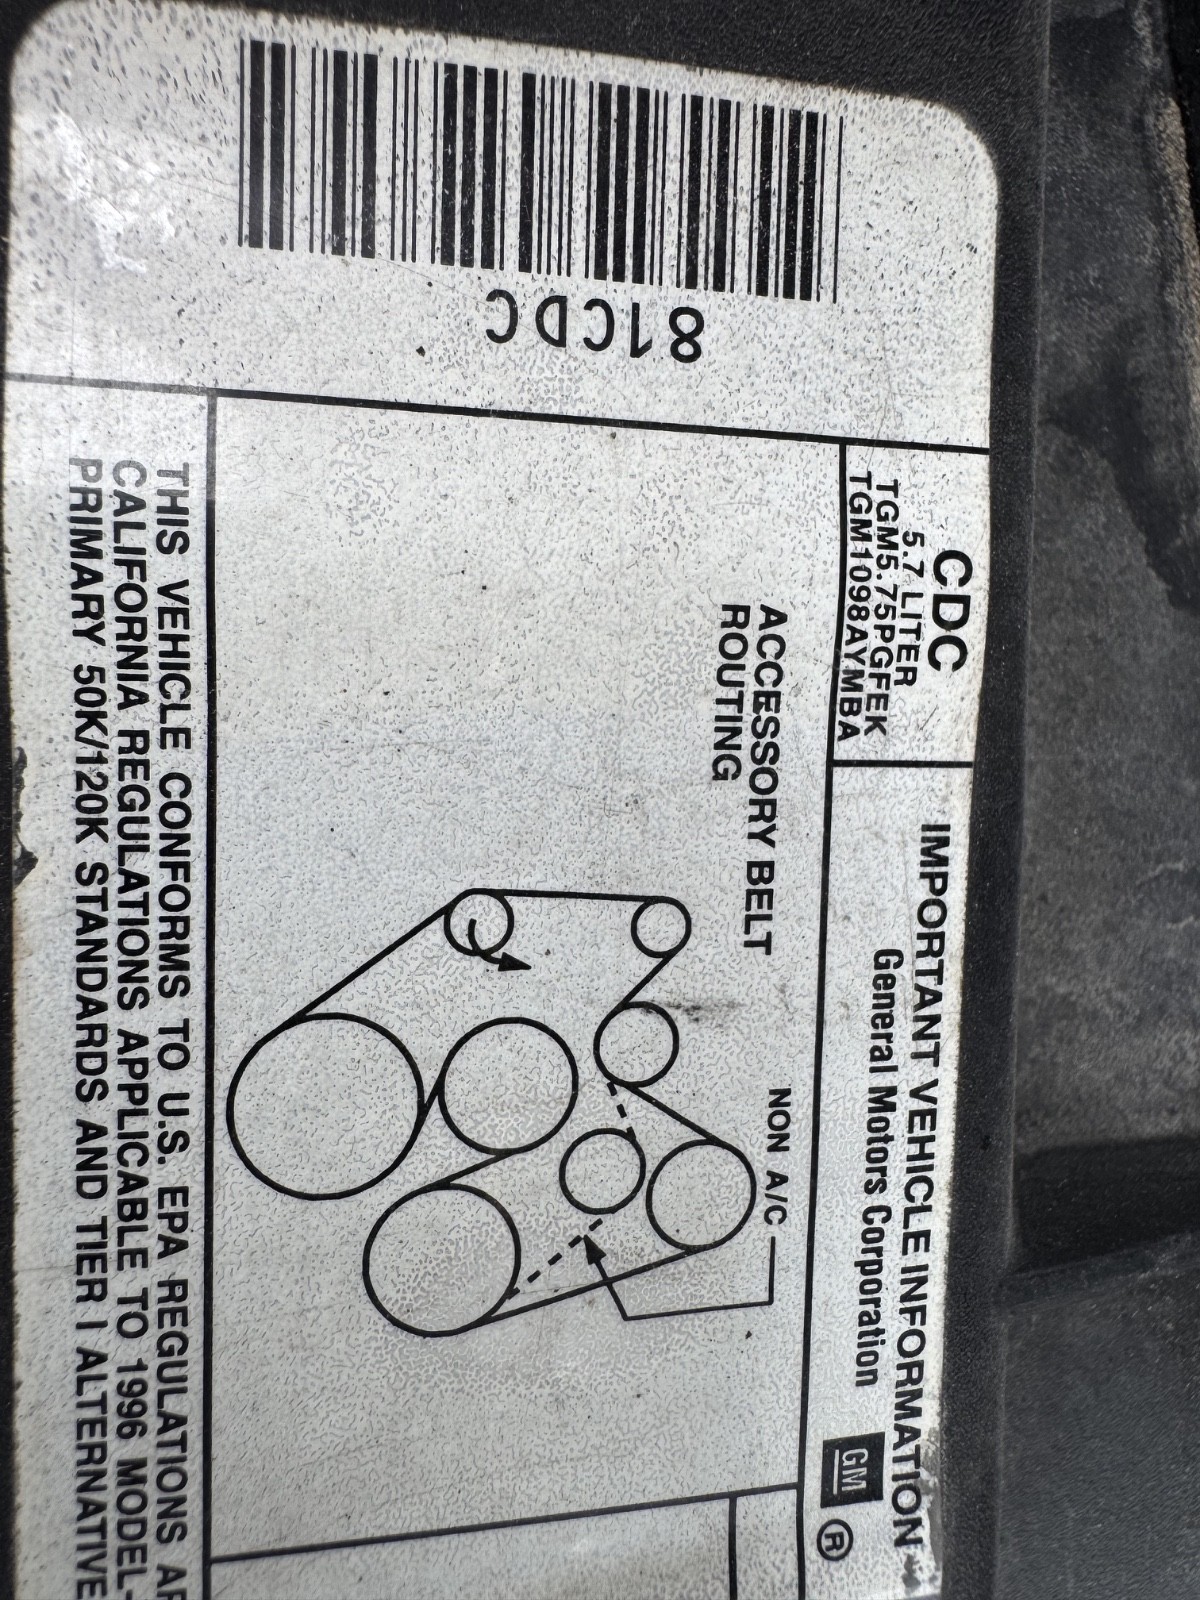 81CDC
CDC
5.7 LITER
TGM5.75PGFEK
TGM1098AYMBA
IMPORTANT VEHICLE INFORMATION
General Motors Corporation
GM
®
ACCESSORY BELT
ROUTING
NON A/C
THIS VEHICLE CONFORMS TO U.S. EPA REGULATIONS
CALIFORNIA REGULATIONS APPLICABLE TO 1996 MODEL-
PRIMARY 50K/120K STANDARDS AND TIER I ALTERNATIVE